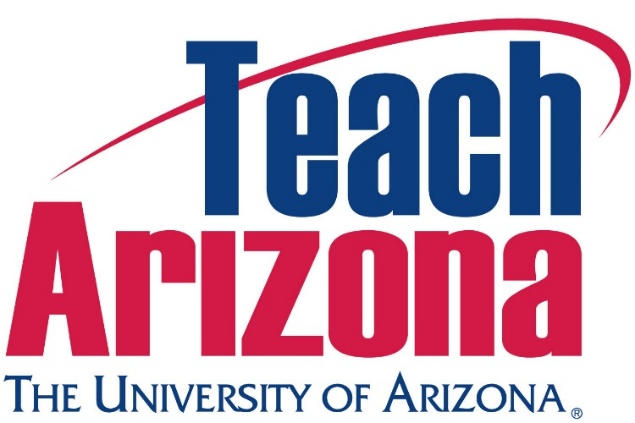 Teach
Arizona
THE UNIVERSITY OF ARIZONA®